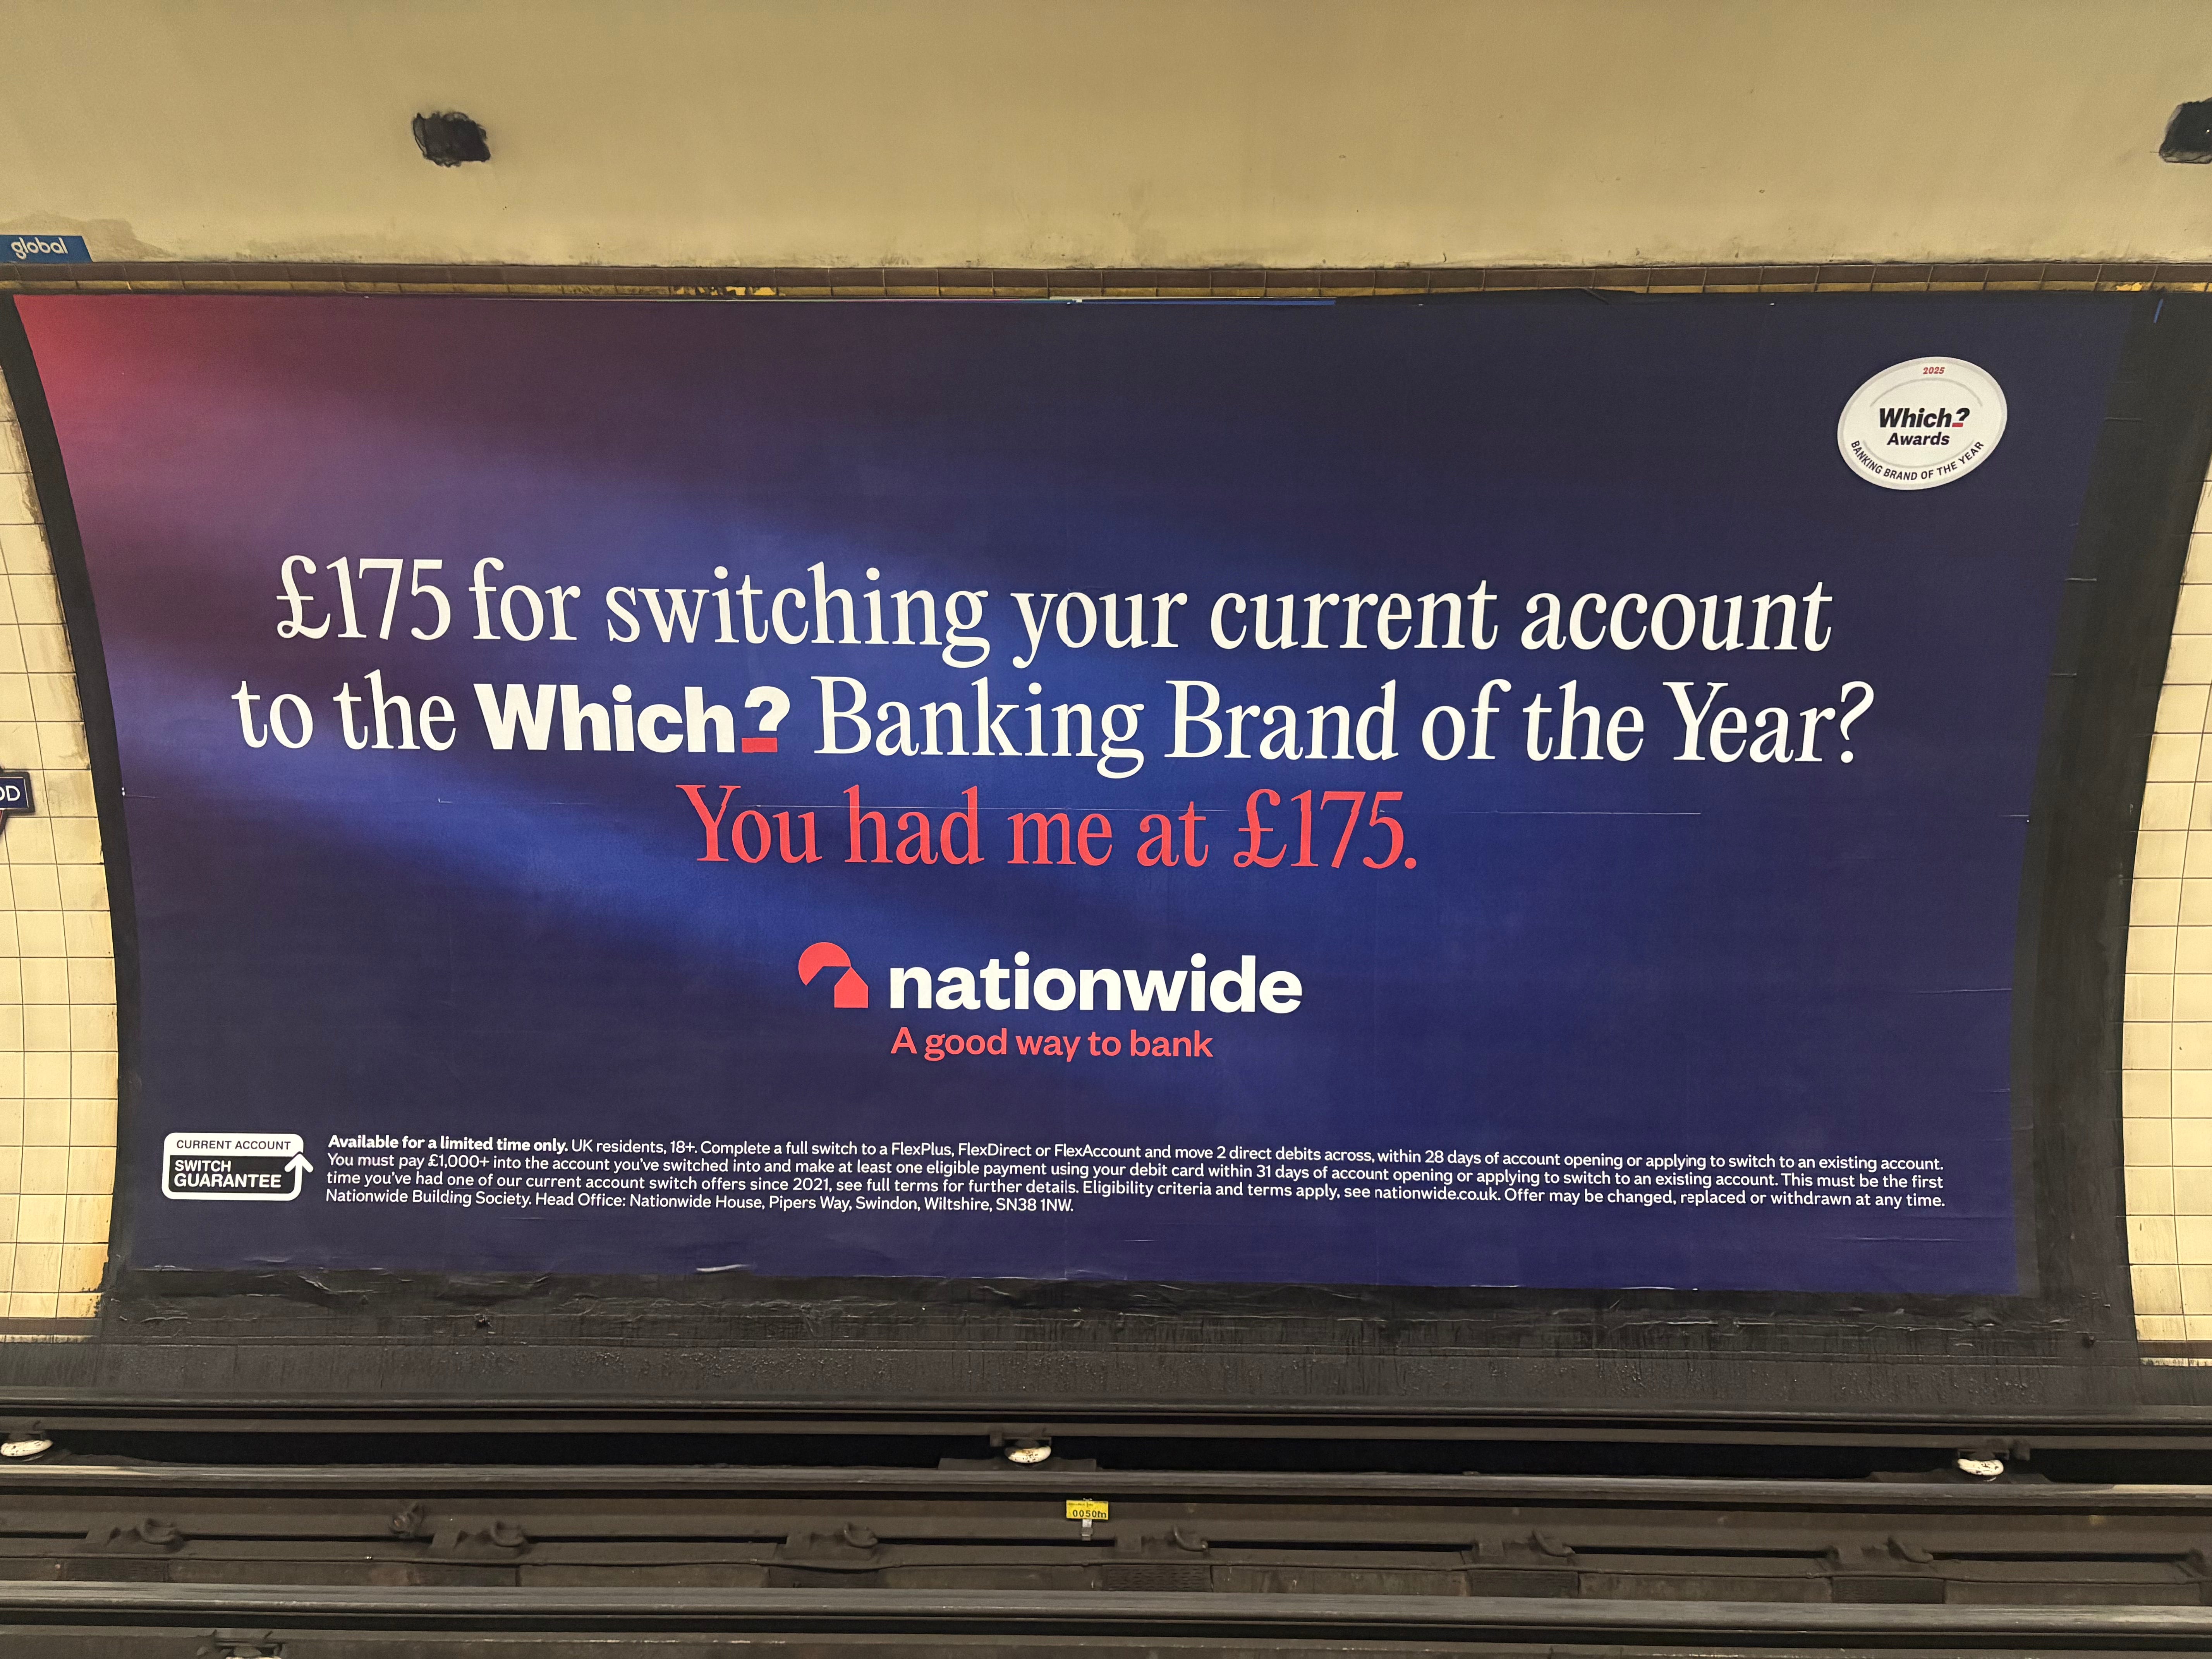 global
2025
Which?
Awards
BANKING BRAND OF THE YEAR
£175 for switching your current account
to the Which? Banking Brand of the Year?
You had me at £175.
OD
nationwide
A good way to bank
CURRENT ACCOUNT
SWITCH
GUARANTEE
Available for a limited time only. UK residents, 18+. Complete a full switch to a FlexPlus, FlexDirect or FlexAccount and move 2 direct debits across, within 28 days of account opening or applying to switch to an existing account.
You must pay £1,000+ into the account you've switched into and make at least one eligible payment using your debit card within 31 days of account opening or applying to switch to an existing account. This must be the first
time you've had one of our current account switch offers since 2021, see full terms for further details. Eligibility criteria and terms apply, see nationwide.co.uk. Offer may be changed, replaced or withdrawn at any time.
Nationwide Building Society. Head Office: Nationwide House, Pipers Way, Swindon, Wiltshire, SN38 1NW.
0050m